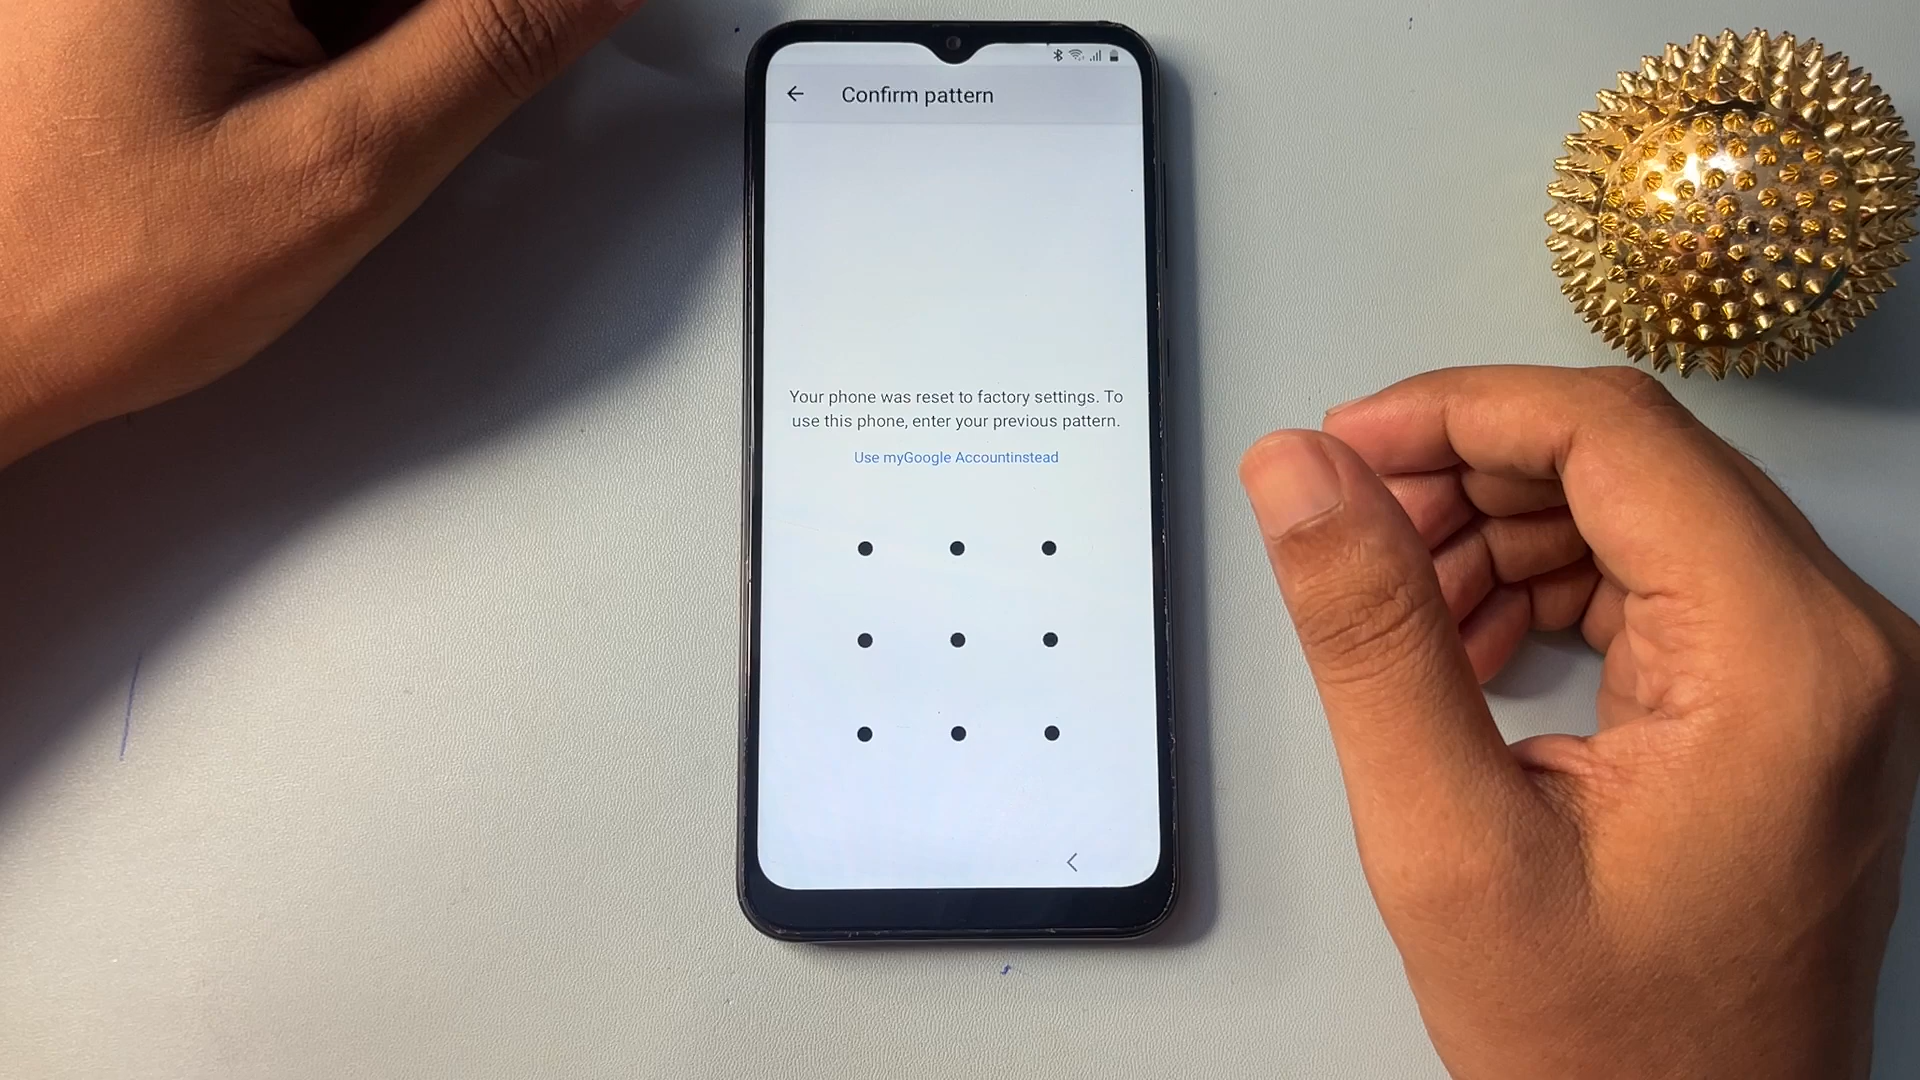 Confirm pattern
Your phone was reset to factory settings. To
use this phone, enter your previous pattern.
Use myGoogle Accountinstead